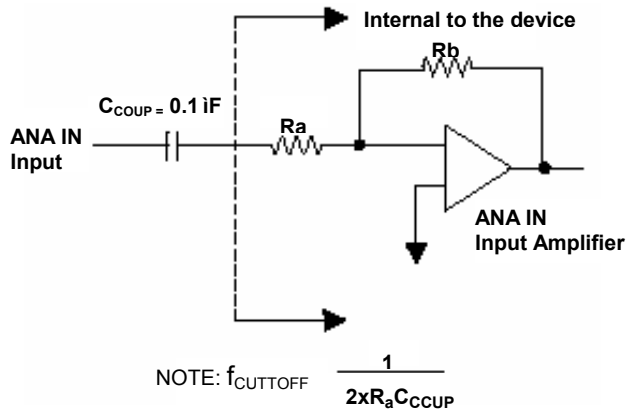 Internal to the device
Rb
CCOUP = 0.1 ìF
Ra
ANA IN
Input
ANA IN
Input Amplifier
NOTE: fCUTTOFF
1
2xRaCCCUP